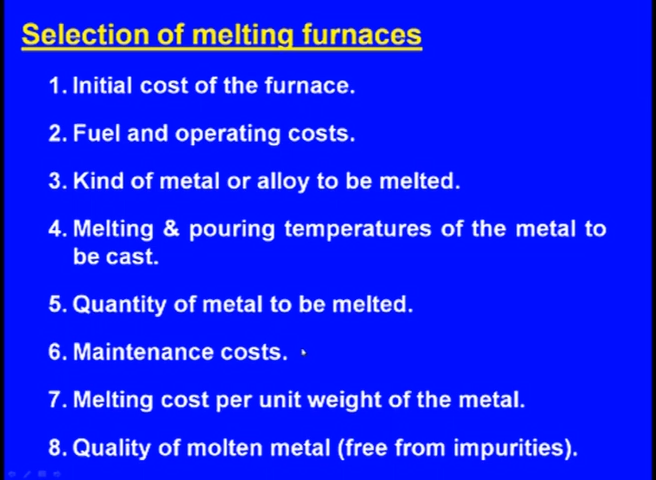 Selection of melting furnaces
1. Initial cost of the furnace.
2. Fuel and operating costs.
3. Kind of metal or alloy to be melted.
4. Melting & pouring temperatures of the metal to
be cast.
5. Quantity of metal to be melted.
6. Maintenance costs.
7. Melting cost per unit weight of the metal.
8. Quality of molten metal (free from impurities).